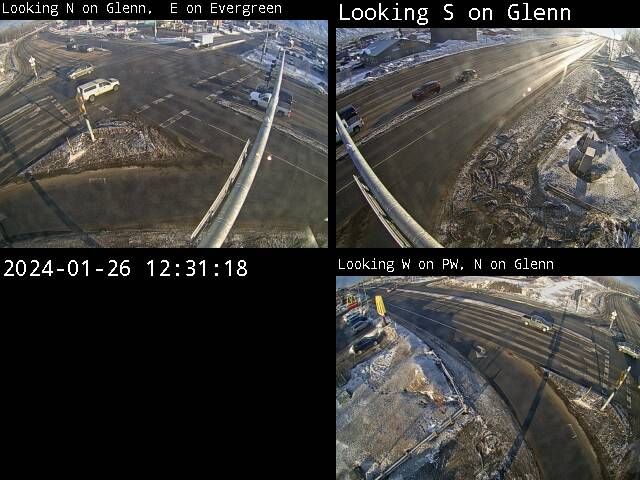 Looking N on Glenn,  E on Evergreen
Looking S on Glenn
2024-01-26 12:31:18
Looking W on PW, N on Glenn